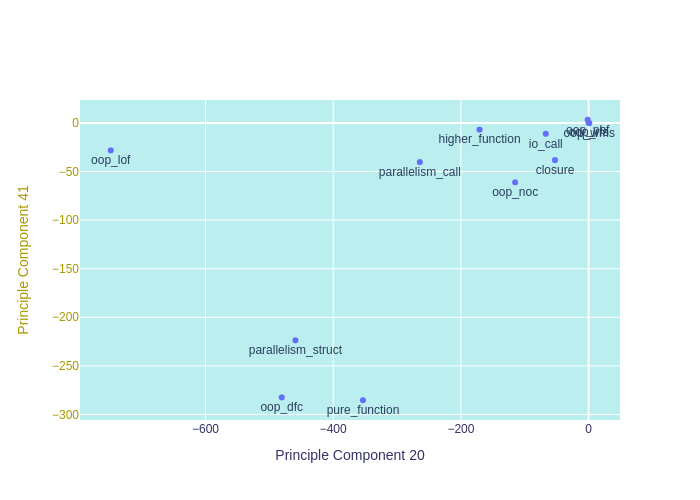 0
−50
−100
−150
−200
−250
−300
Principle Component 41
higher_function
io_call
oop_lof
parallelism_call
closure
oop_noc
parallelism_struct
oop_dfc
pure_function
−600
−400
−200
0
Principle Component 20